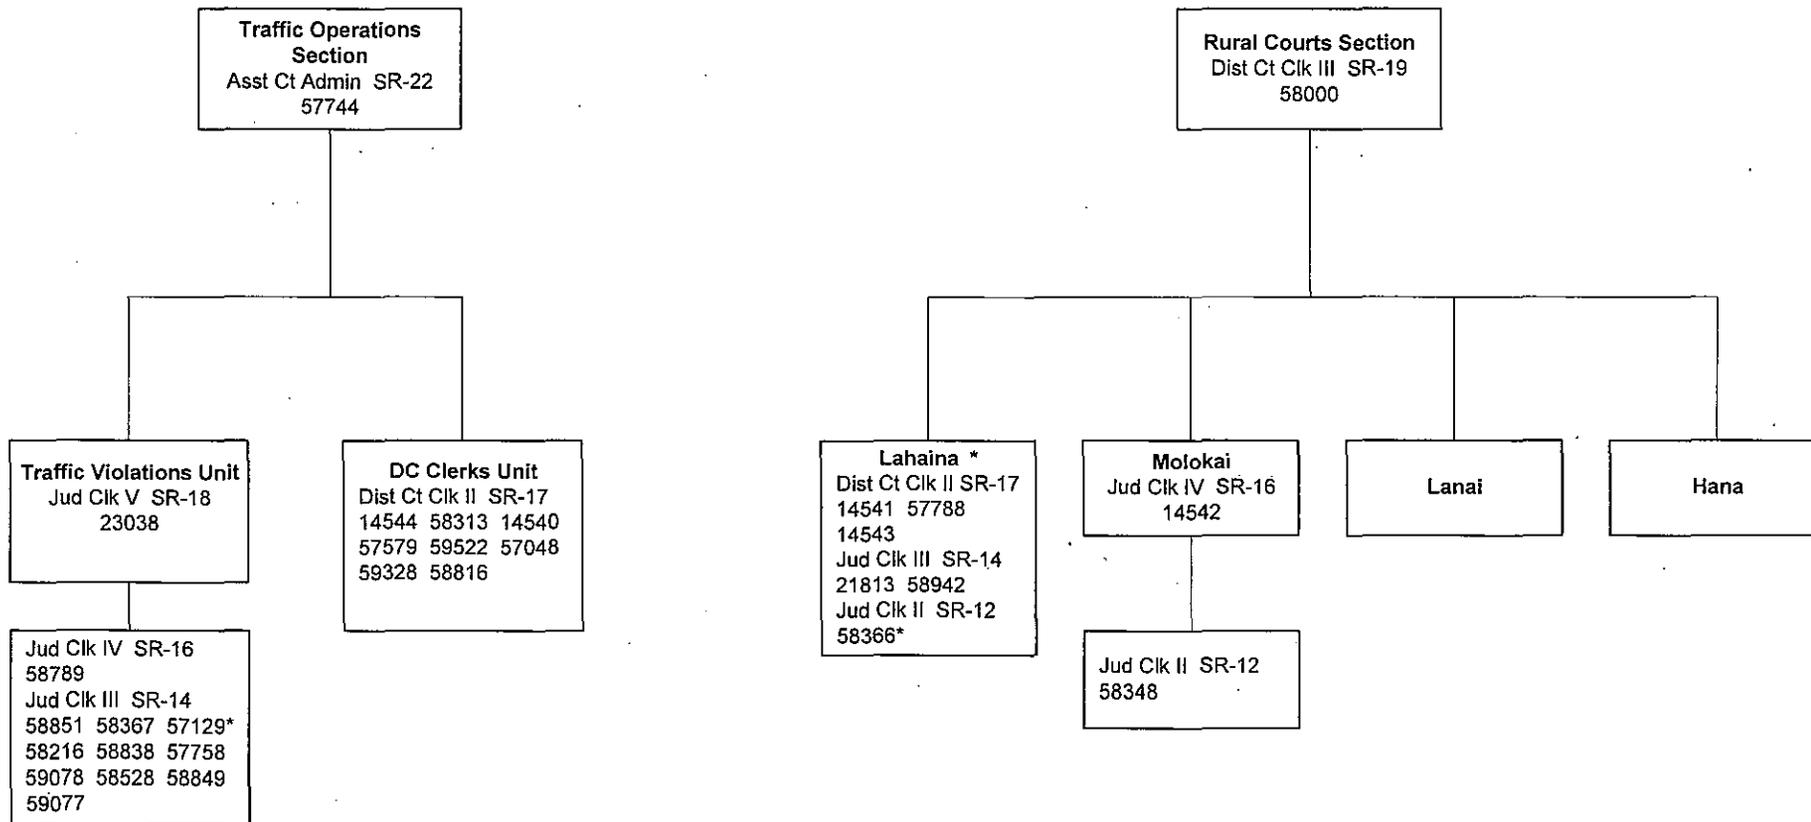 Traffic Operations
Section
Asst Ct Admin SR-22
57744
Traffic Violations Unit
Jud Clk V SR-18
23038
Jud Clk IV SR-16
58789
Jud Clk III SR-14
58851 58367 57129*
58216 58838 57758
59078 58528 58849
59077
DC Clerks Unit
Dist Ct Clk II SR-17
14544 58313 14540
57579 59522 57048
59328 58816
Rural Courts Section
Dist Ct Clk III SR-19
58000
Lahaina *
Dist Ct Clk II SR-17
14541 57788
14543
Jud Clk III SR-14
21813 58942
Jud Clk II SR-12
58366*
Molokai
Jud Clk IV SR-16
14542
Jud Clk II SR-12
58348
Lanai
Hana